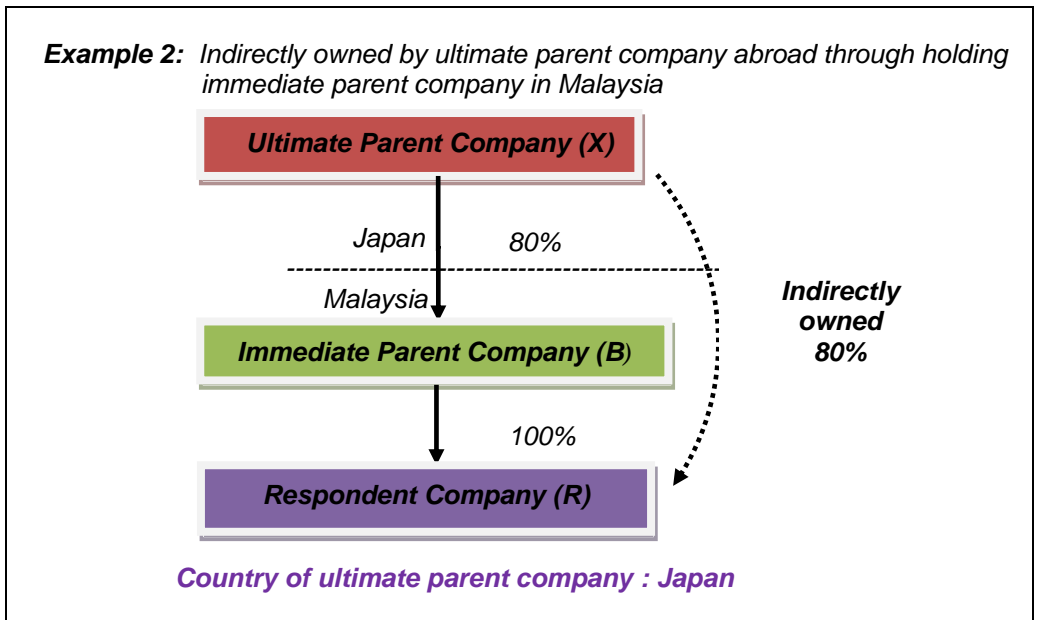 Example 2: Indirectly owned by ultimate parent company abroad through holding
immediate parent company in Malaysia
Ultimate Parent Company (X)
Japan 80%
Malaysia
Indirectly
owned
80%
Immediate Parent Company (B)
100%
Respondent Company (R)
Country of ultimate parent company : Japan